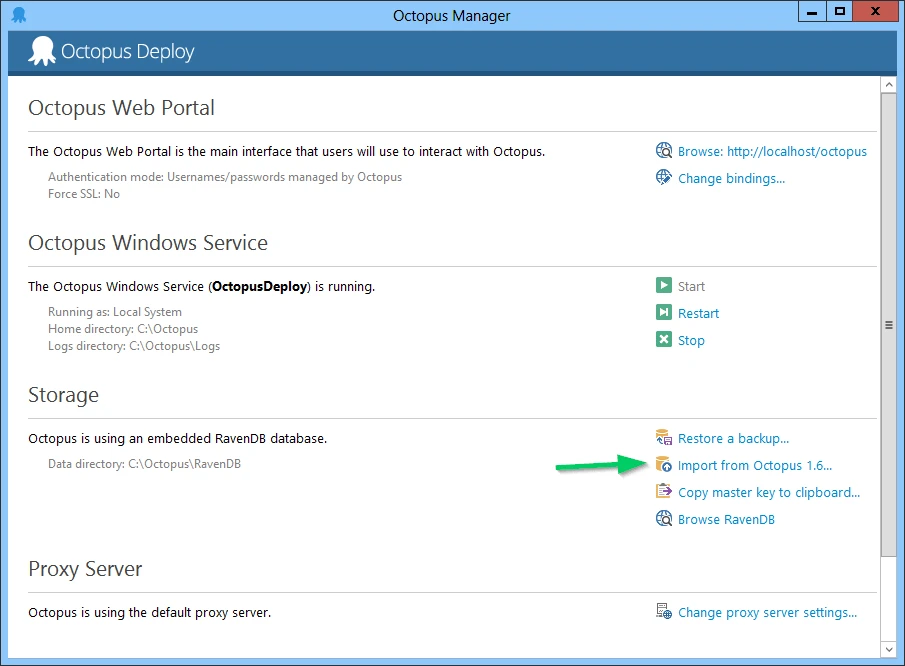 Octopus Manager
Octopus Deploy
Octopus Web Portal
The Octopus Web Portal is the main interface that users will use to interact with Octopus.
Browse: http://localhost/octopus
Authentication mode: Usernames/passwords managed by Octopus
Change bindings...
Force SSL: No
Octopus Windows Service
The Octopus Windows Service (OctopusDeploy) is running.
Start
Running as: Local System
Restart
Home directory: C:\Octopus
Logs directory: C:\Octopus\Logs
Stop
Storage
Octopus is using an embedded RavenDB database.
Restore a backup...
Data directory: C:\Octopus\RavenDB
Import from Octopus 1.6...
Copy master key to clipboard...
Browse RavenDB
Proxy Server
Octopus is using the default proxy server.
Change proxy server settings...